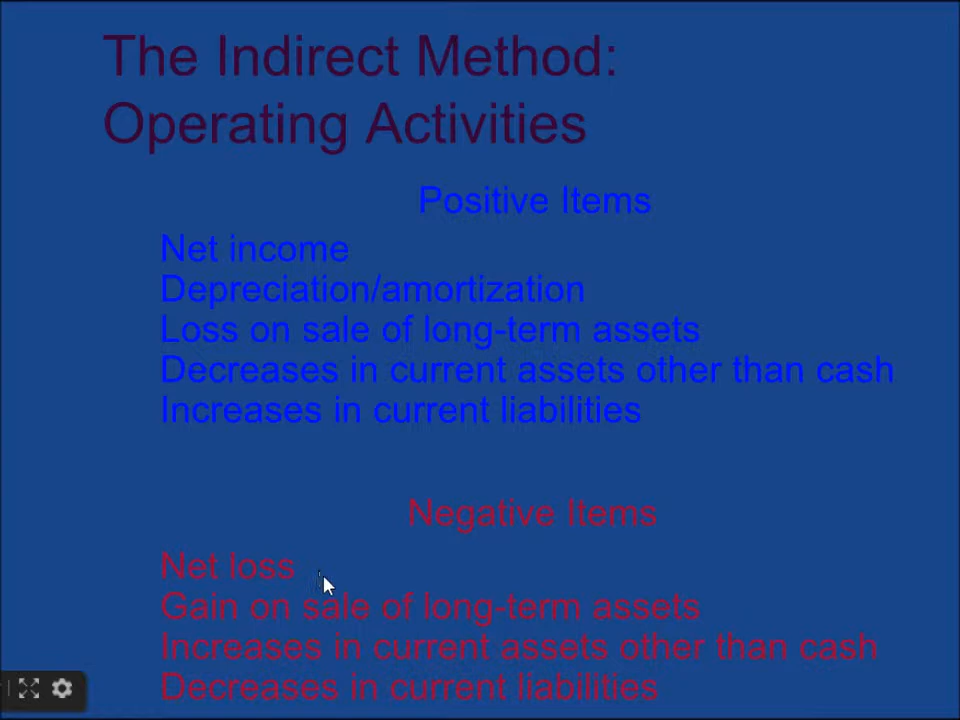 The Indirect Method:
Operating Activities
Positive Items
Net income
Depreciation/amortization
Loss on sale of long-term assets
Decreases in current assets other than cash
Increases in current liabilities
Negative Items
Net loss
Gain on sale of long-term assets
Increases in current assets other than cash
Decreases in current liabilities